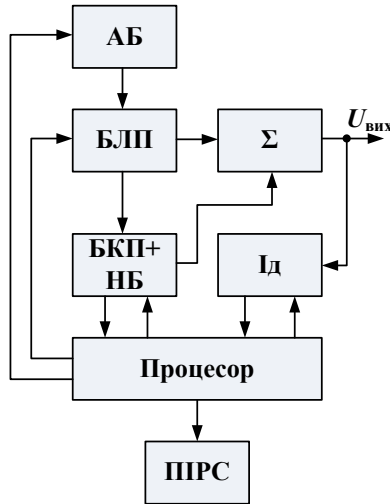 АБ
БЛП
Σ
Uвих
БКП+
НБ
Ід
Процесор
ПІРС